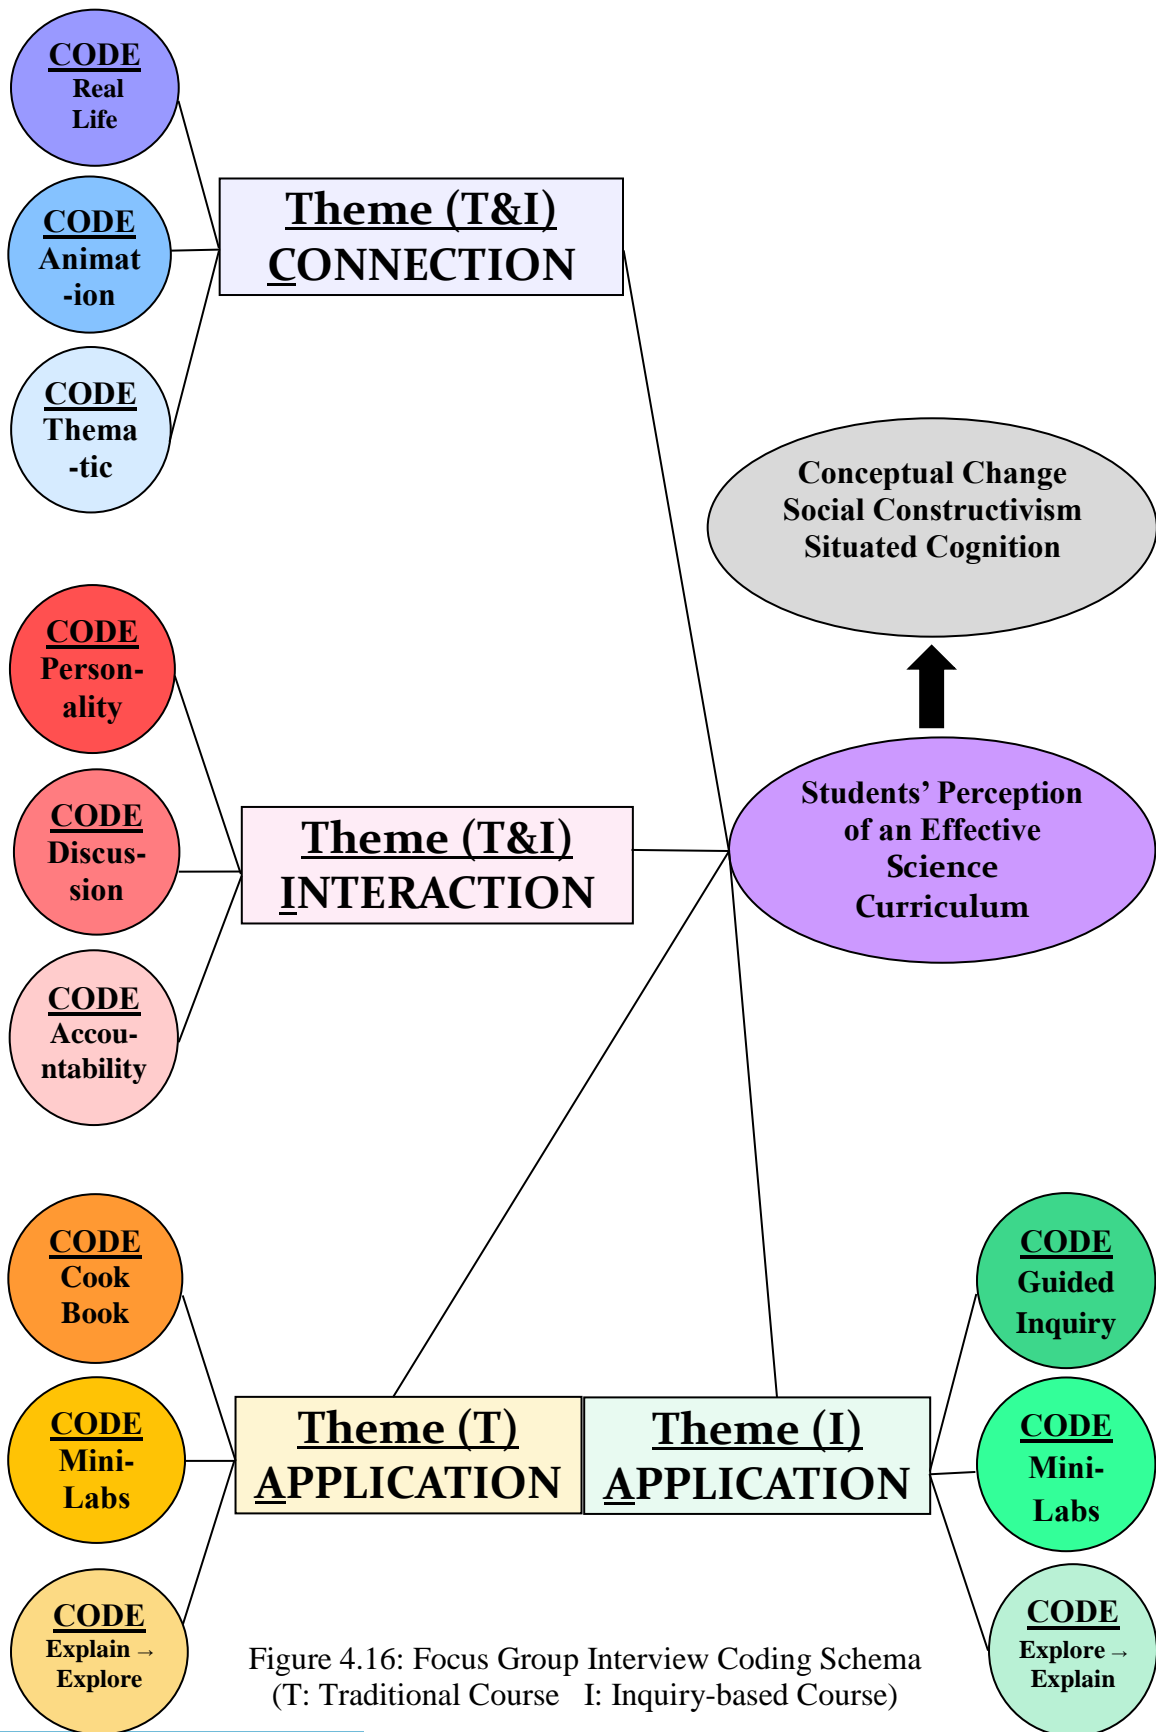 CODE
Real
Life
Theme (T&I)
CONNECTION
CODE
Animat
-ion
CODE
Thema
-tic
Conceptual Change
Social Constructivism
Situated Cognition
CODE
Person-
ality
CODE
Discus-
sion
Theme (T&I)
INTERACTION
Students’ Perception
of an Effective
Science
Curriculum
CODE
Accou-
ntability
CODE
Cook
Book
CODE
Guided
Inquiry
CODE
Mini-
Labs
Theme (T)
APPLICATION
Theme (I)
APPLICATION
CODE
Mini-
Labs
CODE
Explain →
Explore
CODE
Explore →
Explain
Figure 4.16: Focus Group Interview Coding Schema
(T: Traditional Course   I: Inquiry-based Course)